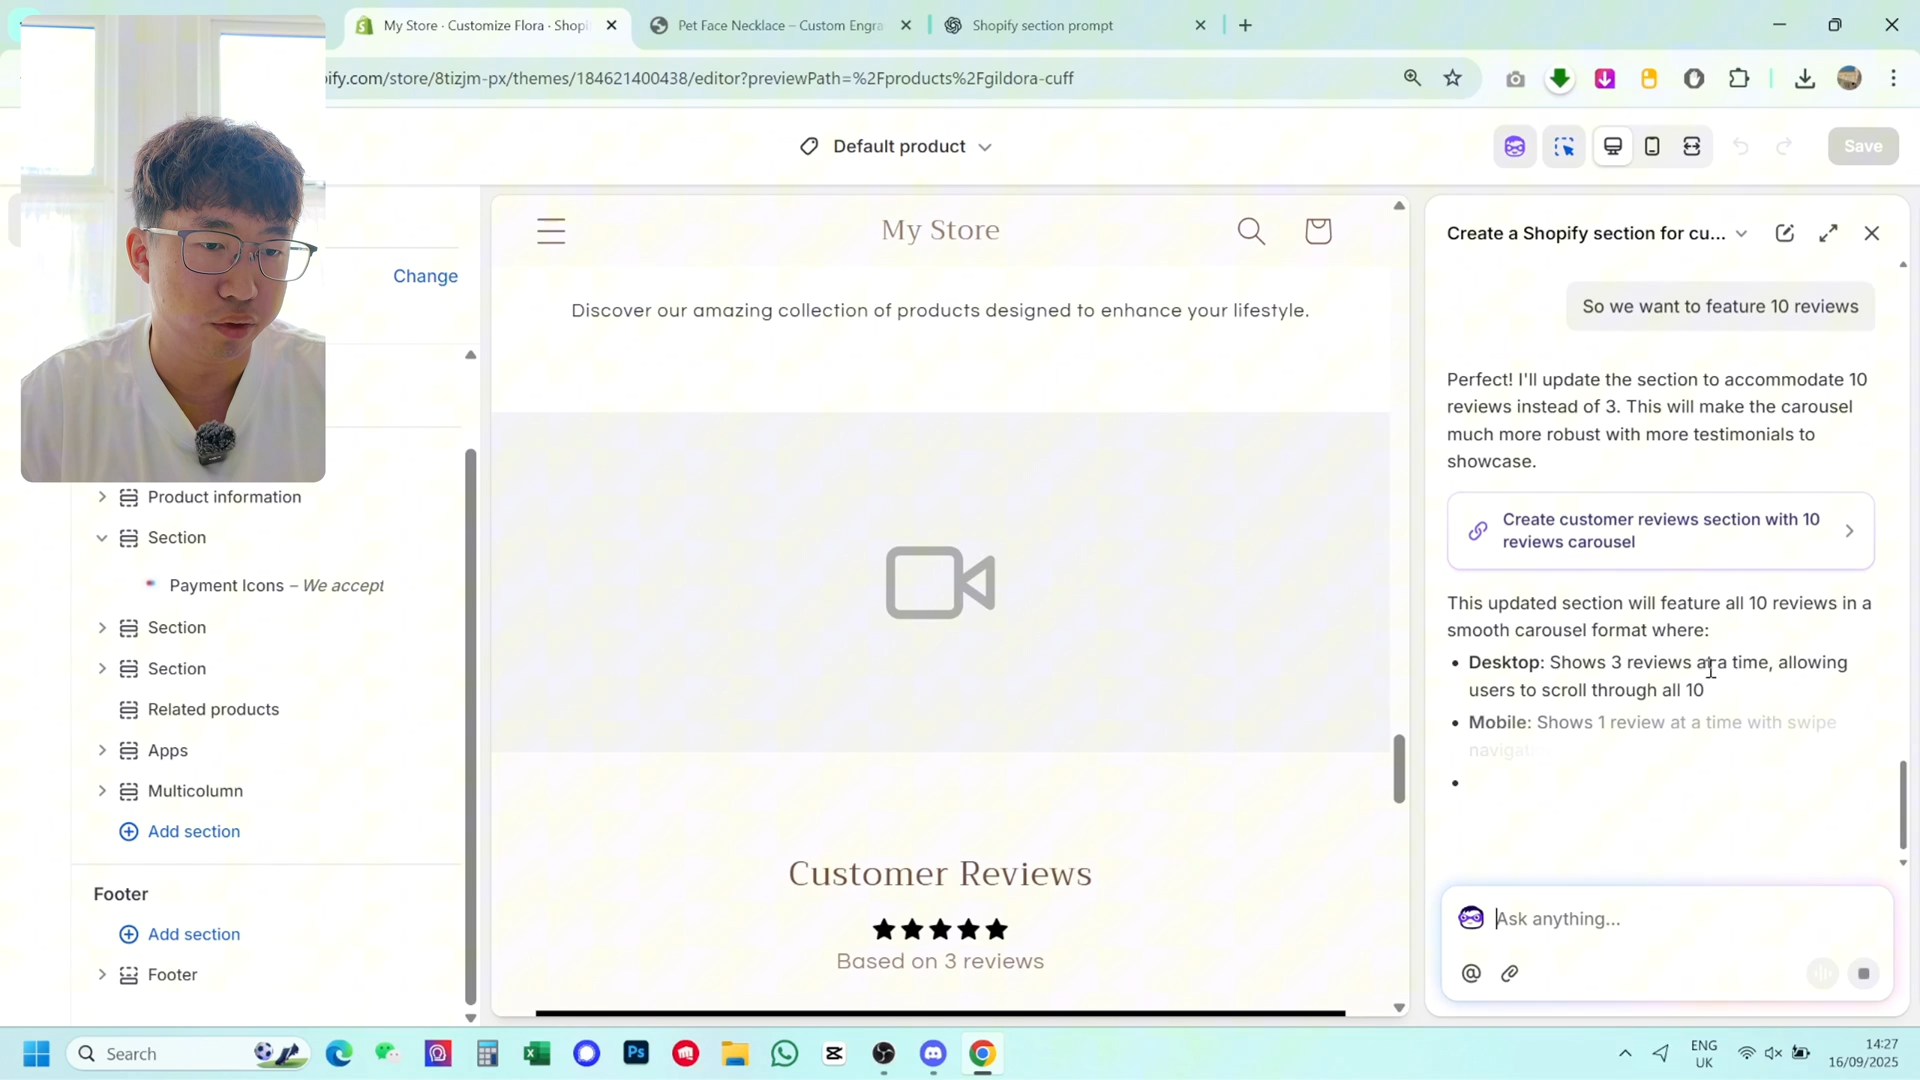 My Store · Customize Flora · Shopi
Pet Face Necklace – Custom Engra
Shopify section prompt
ify.com/store/8tizjm-px/themes/184621400438/editor?previewPath=%2Fproducts%2Fgildora-cuff
Default product
Save
Change
Product information
Section
Payment Icons – We accept
Section
Section
Related products
Apps
Multicolumn
Add section
Footer
Add section
Footer
My Store
Discover our amazing collection of products designed to enhance your lifestyle.
Customer Reviews
Based on 3 reviews
Create a Shopify section for cu...
So we want to feature 10 reviews
Perfect! I'll update the section to accommodate 10
reviews instead of 3. This will make the carousel
much more robust with more testimonials to
showcase.
Create customer reviews section with 10
reviews carousel
This updated section will feature all 10 reviews in a
smooth carousel format where:
• Desktop: Shows 3 reviews at a time, allowing
users to scroll through all 10
• Mobile: Shows 1 review at a time with swipe
•
Ask anything...
Search
Ps
ENG
UK
14:27
16/09/2025